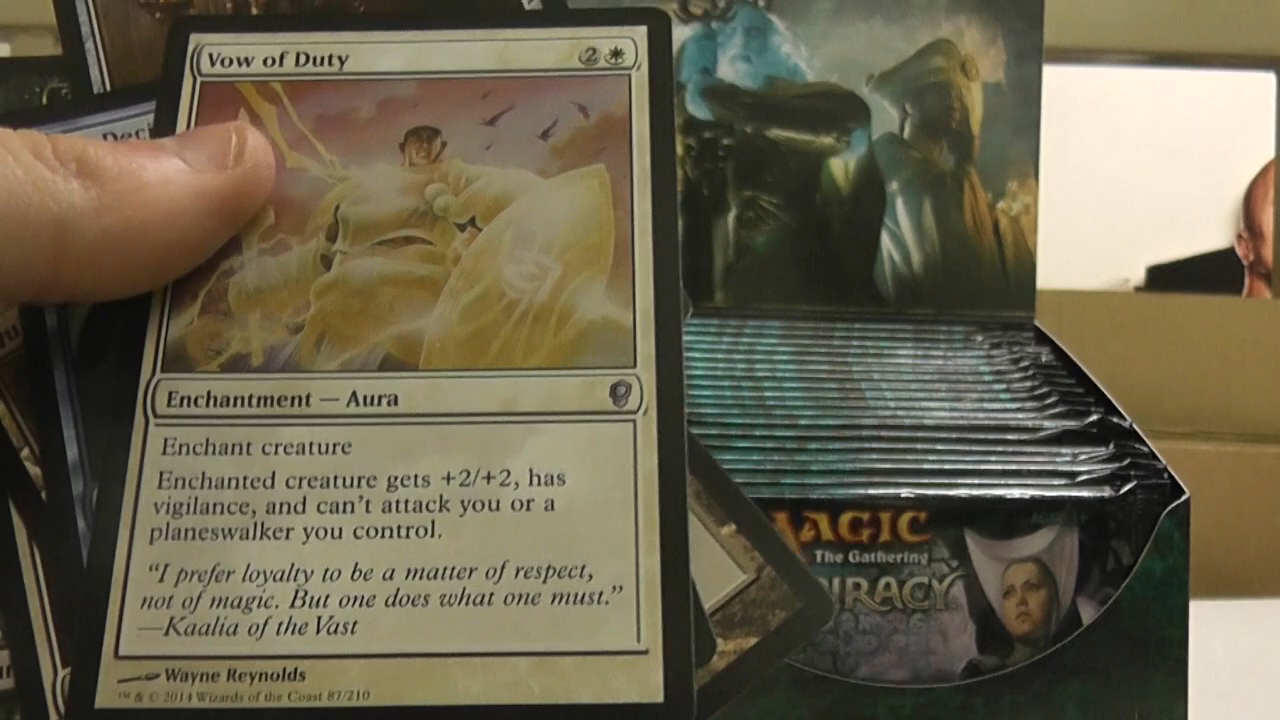 Vow of Duty 2
Deci
Enchantment — Aura
Enchant creature
Enchanted creature gets +2/+2, has
vigilance, and can't attack you or a
planeswalker you control.
"I prefer loyalty to be a matter of respect,
not of magic. But one does what one must."
—Kaalia of the Vast
Wayne Reynolds
™ & © 2014 Wizards of the Coast 87/210
MAGIC
The Gathering
IRACY